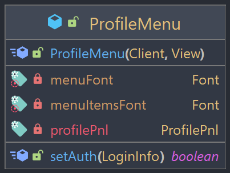 ProfileMenu
ProfileMenu(Client, View)
menuFont Font
menuItemsFont Font
profilePnl ProfilePnl
setAuth(LoginInfo) boolean